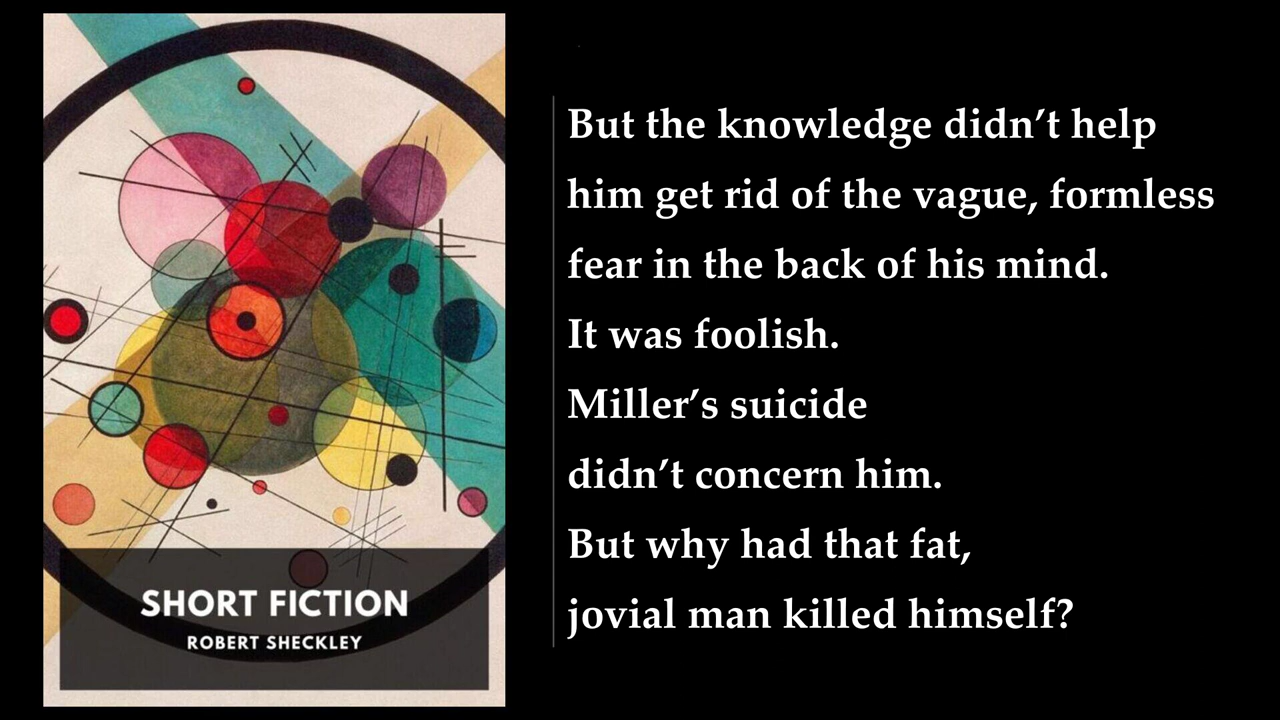 SHORT FICTION
ROBERT SHECKLEY
But the knowledge didn’t help
him get rid of the vague, formless
fear in the back of his mind.
It was foolish.
Miller’s suicide
didn’t concern him.
But why had that fat,
jovial man killed himself?